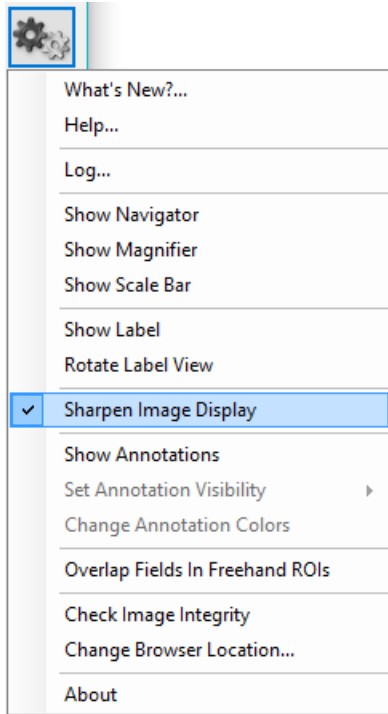 What's New?...
Help...
Log...
Show Navigator
Show Magnifier
Show Scale Bar
Show Label
Rotate Label View
Sharpen Image Display
Show Annotations
Set Annotation Visibility
Change Annotation Colors
Overlap Fields In Freehand ROIs
Check Image Integrity
Change Browser Location...
About